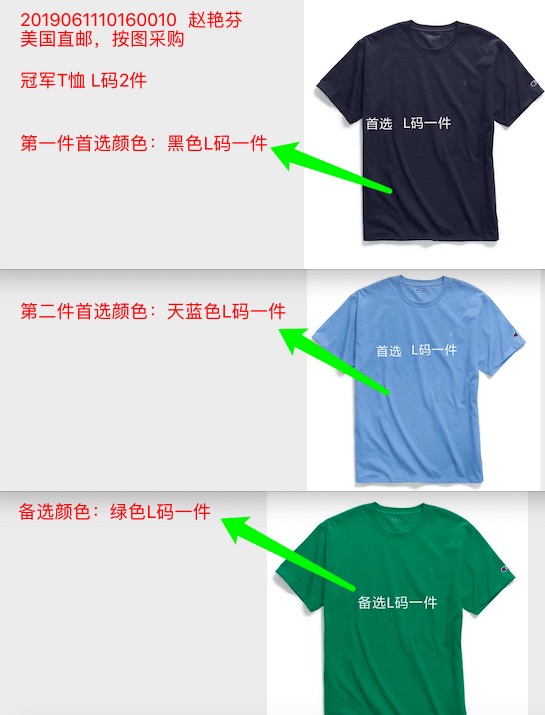 2019061110160010 赵艳芬
美国直邮，按图采购
冠军T恤 L码2件
首选 L码一件
第一件首选颜色：黑色L码一件
第二件首选颜色：天蓝色L码一件
首选 L码一件
备选颜色：绿色L码一件
备选L码一件